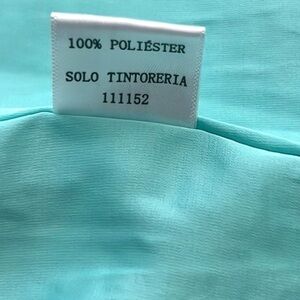 100% POLIÉSTER
SOLO TINTORERIA
111152